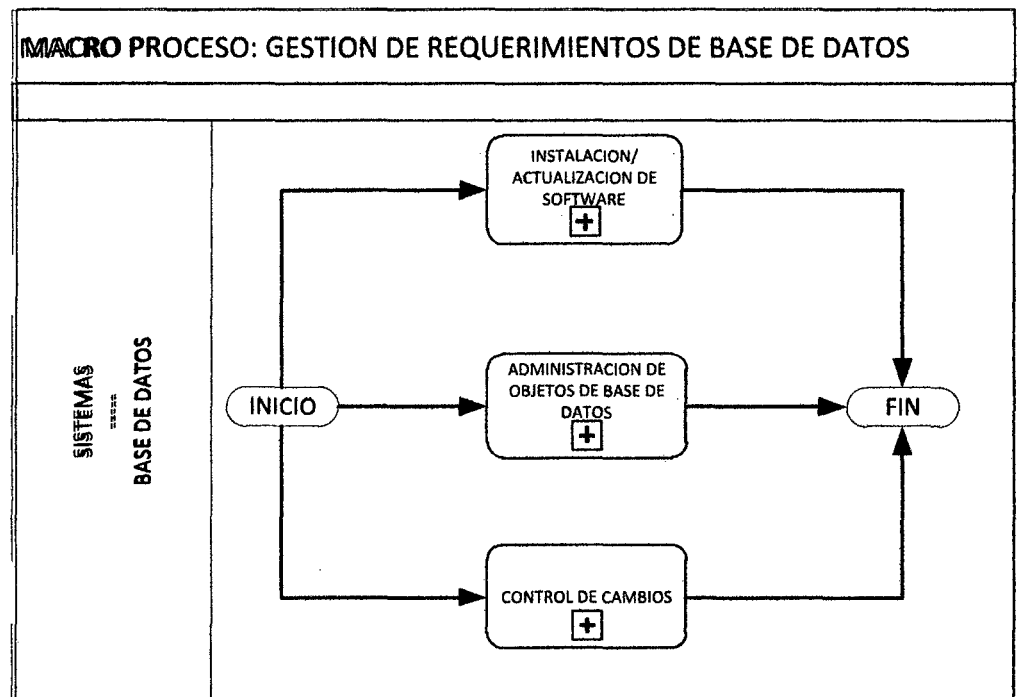 MACRO PROCESO: GESTION DE REQUERIMIENTOS DE BASE DE DATOS
SISTEMAS
----
BASE DE DATOS
INICIO
INSTALACION/
ACTUALIZACION DE
SOFTWARE
+
ADMINISTRACION DE
OBJETOS DE BASE DE
DATOS
+
CONTROL DE CAMBIOS
+
FIN